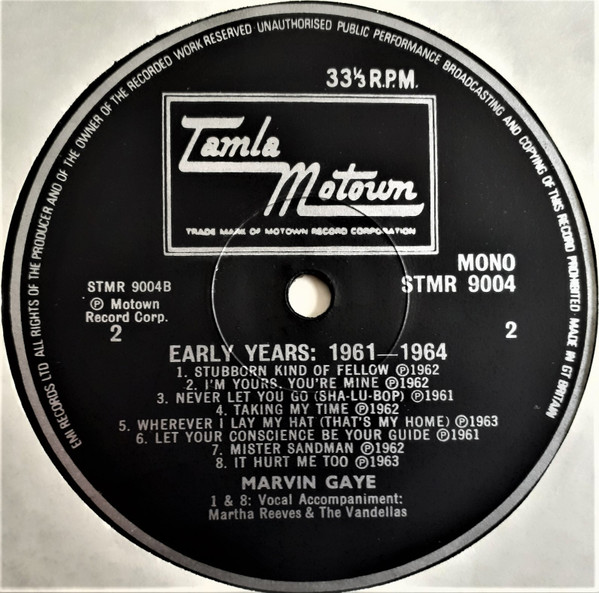 EMI RECORDS LTD ALL RIGHTS OF THE PRODUCER AND OF THE OWNER OF THE RECORDED WORK RESERVED UNAUTHORISED PUBLIC PERFORMANCE BROADCASTING AND COPYING OF THIS RECORD PROHIBITED. MADE IN GT BRITAIN
33⅓ R.P.M.
Tamla
Motown
TRADE MARK OF MOTOWN RECORD CORPORATION
MONO
STMR 9004B
STMR 9004
℗ Motown
Record Corp.
2
2
EARLY YEARS: 1961—1964
1. STUBBORN KIND OF FELLOW ℗1962
2. I'M YOURS, YOU'RE MINE ℗1962
3. NEVER LET YOU GO (SHA-LU-BOP) ℗1961
4. TAKING MY TIME ℗1962
5. WHEREVER I LAY MY HAT (THAT'S MY HOME) ℗1963
6. LET YOUR CONSCIENCE BE YOUR GUIDE ℗1961
7. MISTER SANDMAN ℗1962
8. IT HURT ME TOO ℗1963
MARVIN GAYE
1 & 8: Vocal Accompaniment:
Martha Reeves & The Vandellas